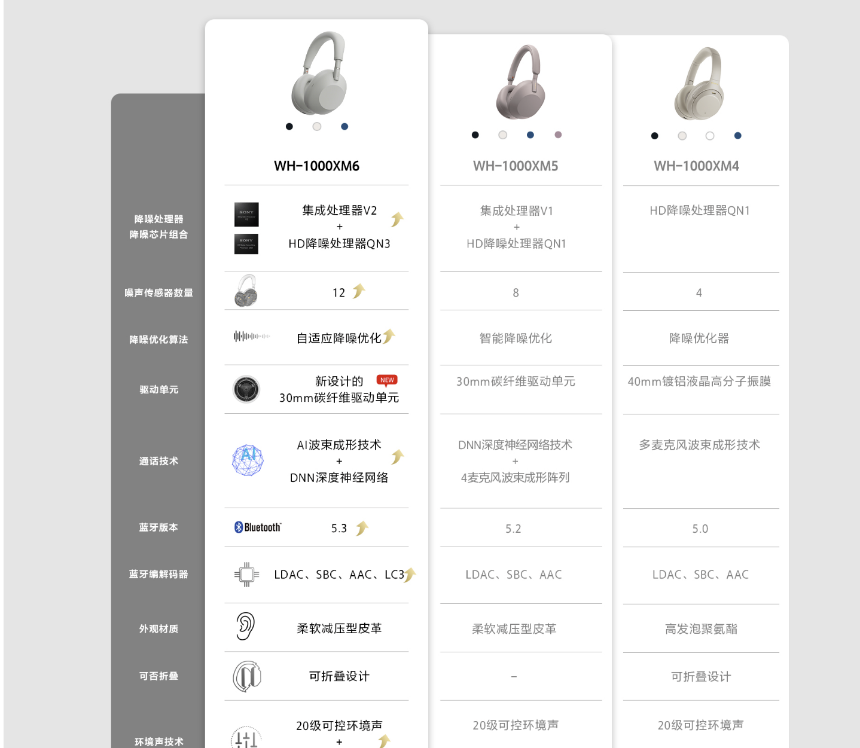 WH-1000XM6
WH-1000XM5
WH-1000XM4
降噪处理器
降噪芯片组合
SONY
SONY
集成处理器V2
+
HD降噪处理器QN3
集成处理器V1
+
HD降噪处理器QN1
HD降噪处理器QN1
噪声传感器数量
12
8
4
降噪优化算法
自适应降噪优化
智能降噪优化
降噪优化器
驱动单元
新设计的
NEW
30mm碳纤维驱动单元
30mm碳纤维驱动单元
40mm镀铝液晶高分子振膜
通话技术
AI
AI波束成形技术
+
DNN深度神经网络
DNN深度神经网络技术
+
4麦克风波束成形阵列
多麦克风波束成形技术
蓝牙版本
Bluetooth
5.3
5.2
5.0
蓝牙编解码器
LDAC、SBC、AAC、LC3
LDAC、SBC、AAC
LDAC、SBC、AAC
外观材质
柔软减压型皮革
柔软减压型皮革
高发泡聚氨酯
可否折叠
可折叠设计
–
可折叠设计
环境声技术
20级可控环境声
+
20级可控环境声
20级可控环境声